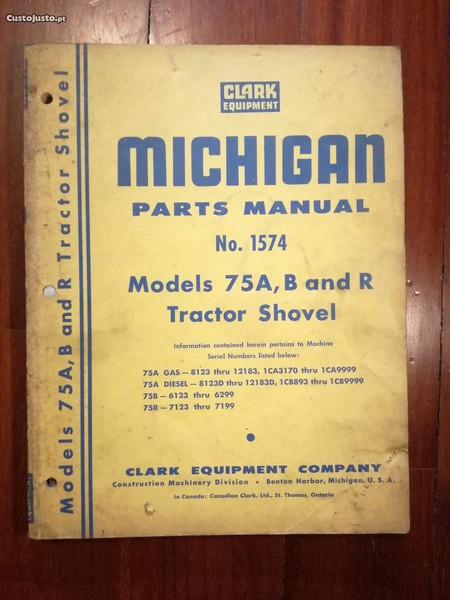 CustoJusto.pt
Models 75A, B and R Tractor Shovel
CLARK
EQUIPMENT
MICHIGAN
PARTS MANUAL
No. 1574
Models 75A, B and R
Tractor Shovel
Information contained herein pertains to Machine
Serial Numbers listed below:
75A GAS — 8123 thru 12183, 1CA3170 thru 1CA9999
75A DIESEL — 8123D thru 12183D, 1CB893 thru 1CB9999
75B — 6123 thru 6299
75R — 7123 thru 7199
CLARK EQUIPMENT COMPANY
Construction Machinery Division • Benton Harbor, Michigan, U. S. A.
In Canada: Canadian Clark, Ltd., St. Thomas, Ontario